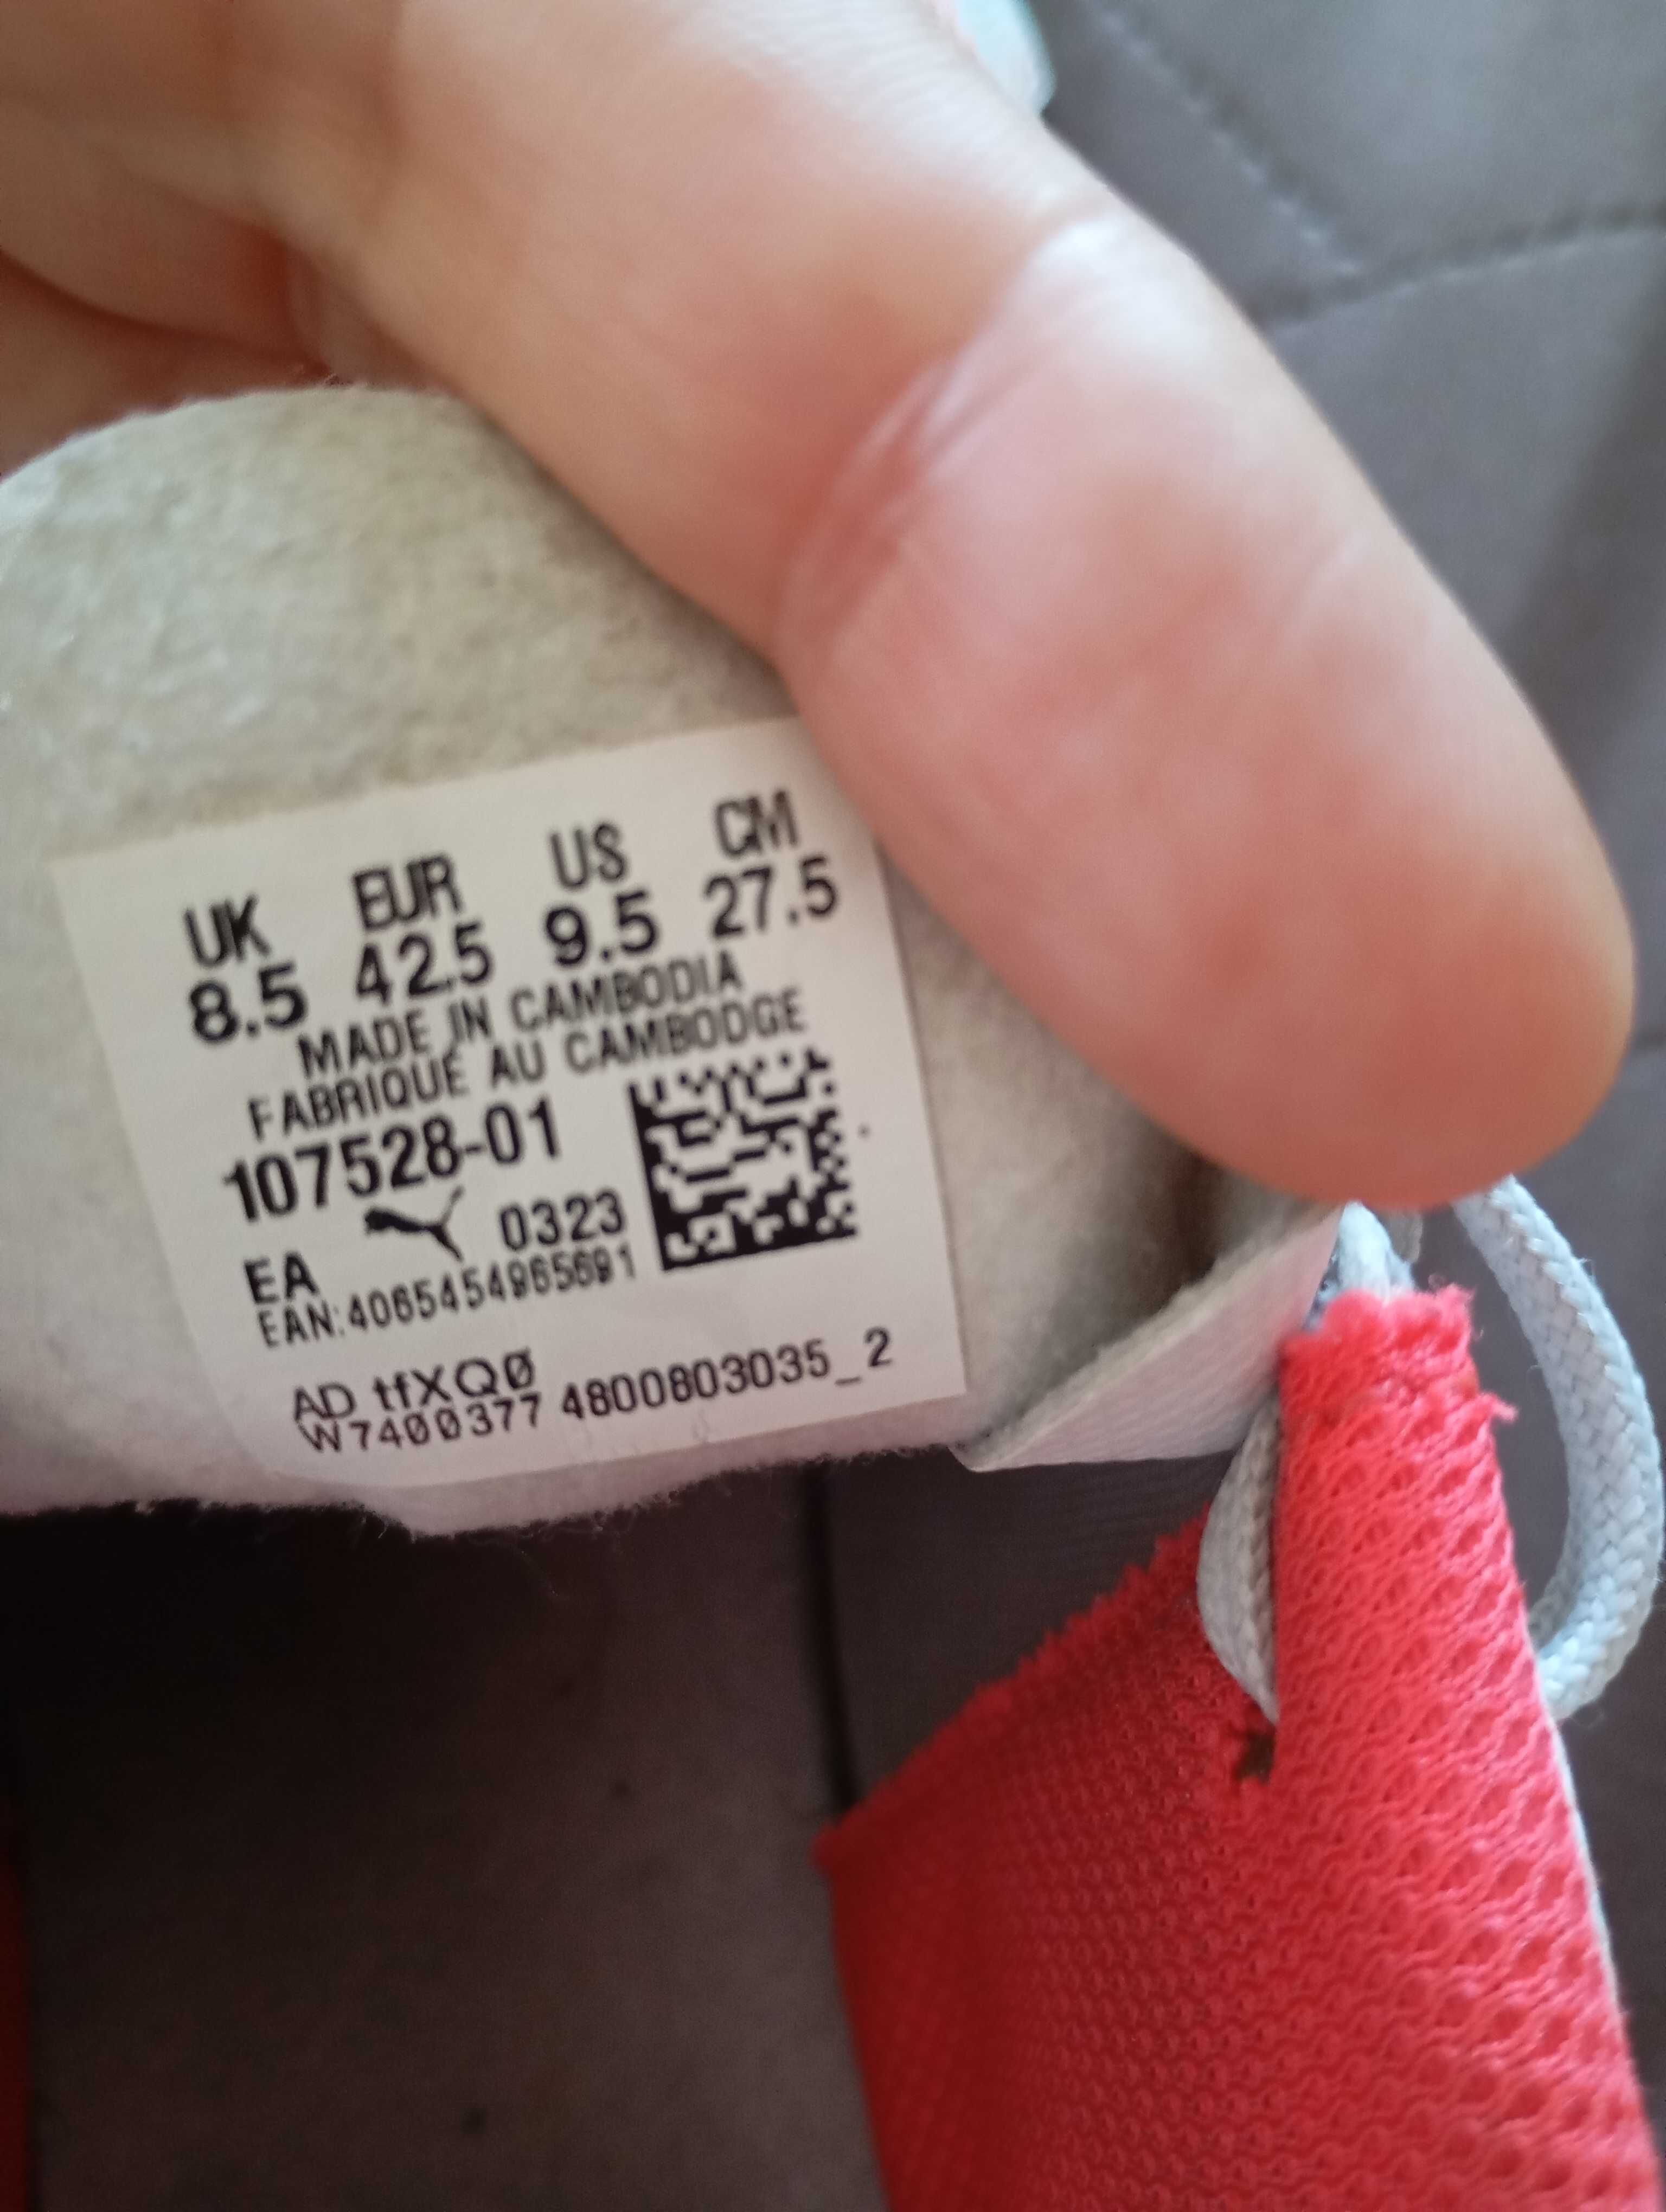 UK EUR US CM
8.5 42.5 9.5 27.5
MADE IN CAMBODIA
FABRIQUÉ AU CAMBODGE
107528-01
EA 0323
EAN:4065454965691
AD tfXQ0
W7400377 4800803035_2